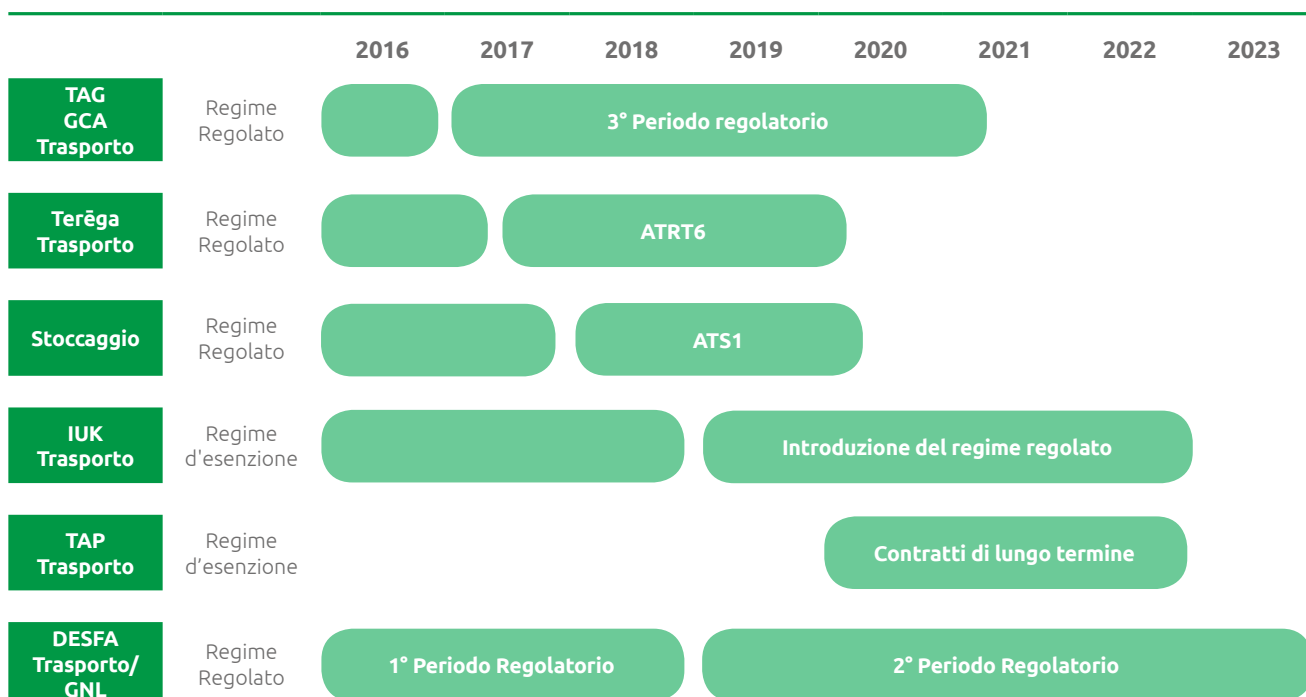 2016 2017 2018 2019 2020 2021 2022 2023
TAG
GCA
Trasporto
Regime
Regolato
3° Periodo regolatorio
Terēga
Trasporto
Regime
Regolato
ATRT6
Stoccaggio
Regime
Regolato
ATS1
IUK
Trasporto
Regime
d'esenzione
Introduzione del regime regolato
TAP
Trasporto
Regime
d’esenzione
Contratti di lungo termine
DESFA
Trasporto/
GNL
Regime
Regolato
1° Periodo Regolatorio
2° Periodo Regolatorio